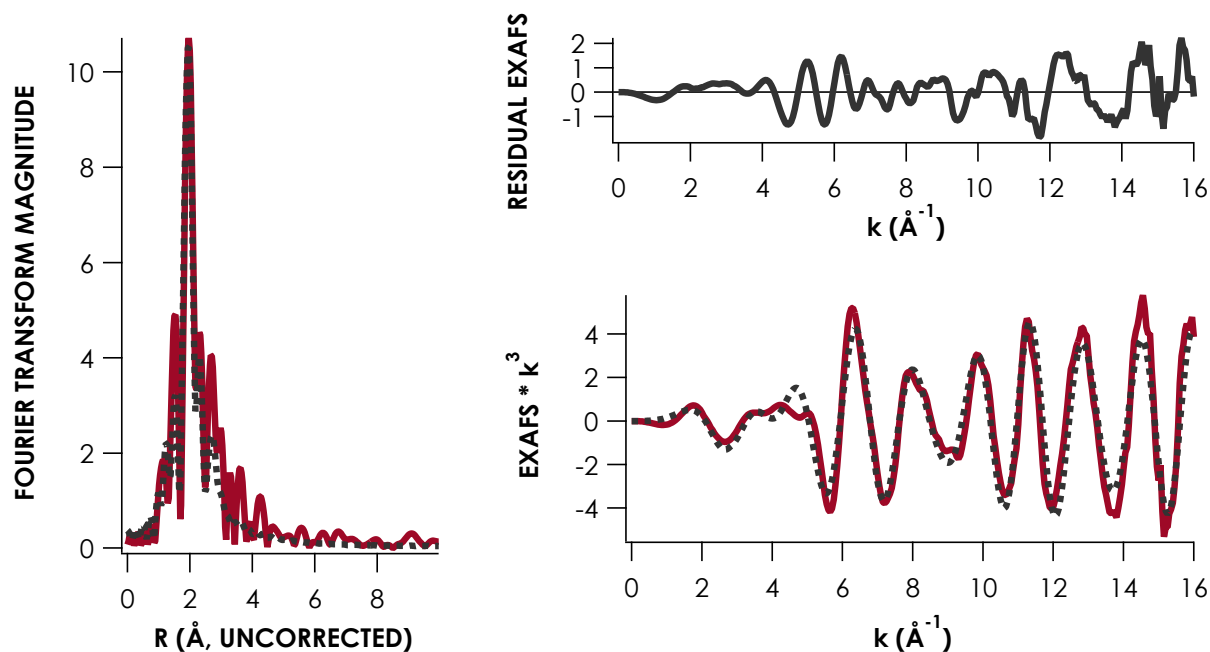 FOURIER TRANSFORM MAGNITUDE
10
8
6
4
2
0
0 2 4 6 8
R (Å, UNCORRECTED)
RESIDUAL EXAFS
2
1
0
-1
0 2 4 6 8 10 12 14 16
k (Å⁻¹)
EXAFS * k³
4
2
0
-2
-4
0 2 4 6 8 10 12 14 16
k (Å⁻¹)